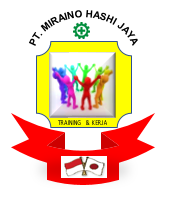 PT. MIRAINO HASHI JAYA
TRAINING & KERJA